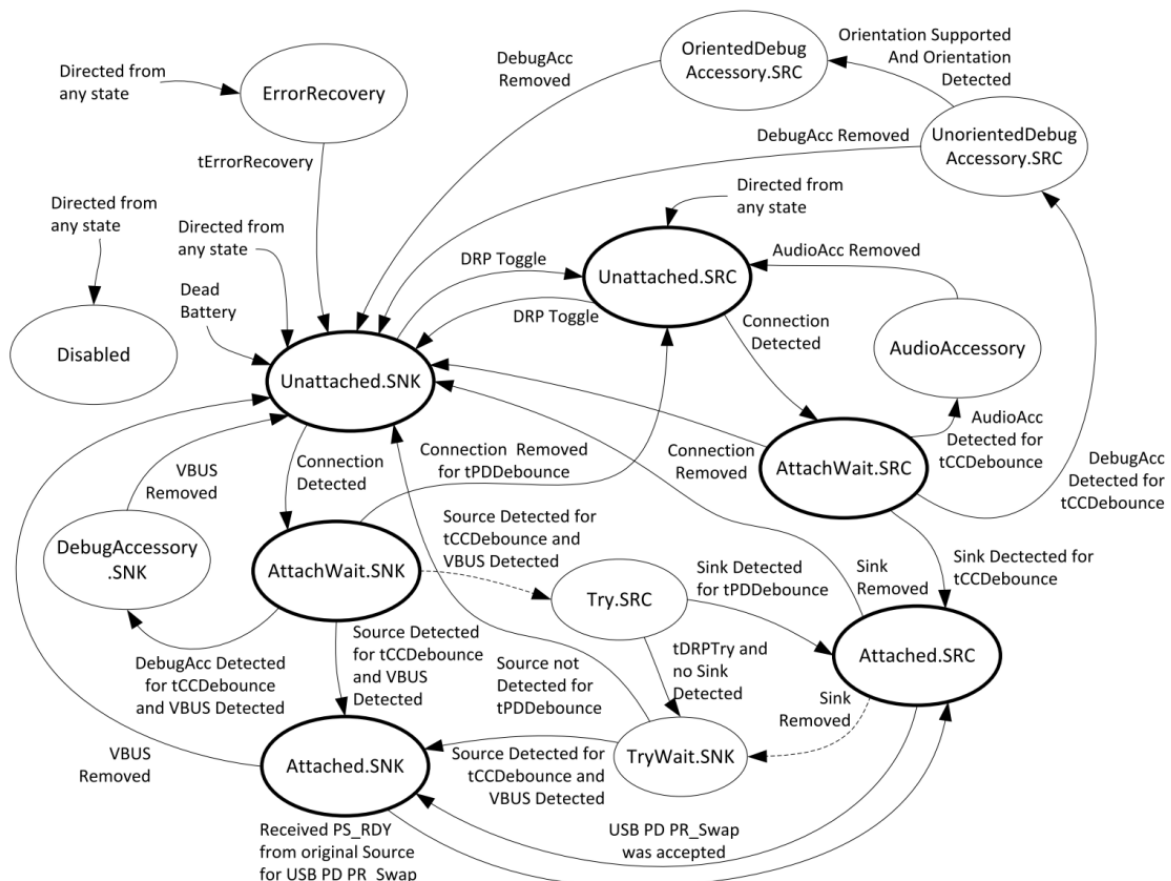 Directed from
any state
ErrorRecovery
tErrorRecovery
DebugAcc
Removed
OrientedDebug
Accessory.SRC
Orientation Supported
And Orientation
Detected
DebugAcc Removed
UnorientedDebug
Accessory.SRC
Directed from
any state
Directed from
any state
Directed from
any state
DRP Toggle
Unattached.SRC
AudioAcc Removed
Dead
Battery
DRP Toggle
Connection
Detected
AudioAccessory
Disabled
Unattached.SNK
AudioAcc
Detected for
tCCDebounce
DebugAcc
Detected for
tCCDebounce
VBUS
Removed
Connection
Detected
Connection Removed
for tPDDebounce
Connection
Removed
AttachWait.SRC
DebugAccessory
.SNK
AttachWait.SNK
Source Detected for
tCCDebounce and
VBUS Detected
Try.SRC
Sink Detected
for tPDDebounce
Sink
Removed
Sink Dectected for
tCCDebounce
DebugAcc Detected
for tCCDebounce
and VBUS Detected
Source Detected
for tCCDebounce
and VBUS
Detected
Source not
Detected for
tPDDebounce
tDRPTry and
no Sink
Detected
Attached.SRC
Sink
Removed
VBUS
Removed
Attached.SNK
Source Detected for
tCCDebounce and
VBUS Detected
TryWait.SNK
Received PS_RDY
from original Source
for USB PD PR_Swap
USB PD PR_Swap
was accepted